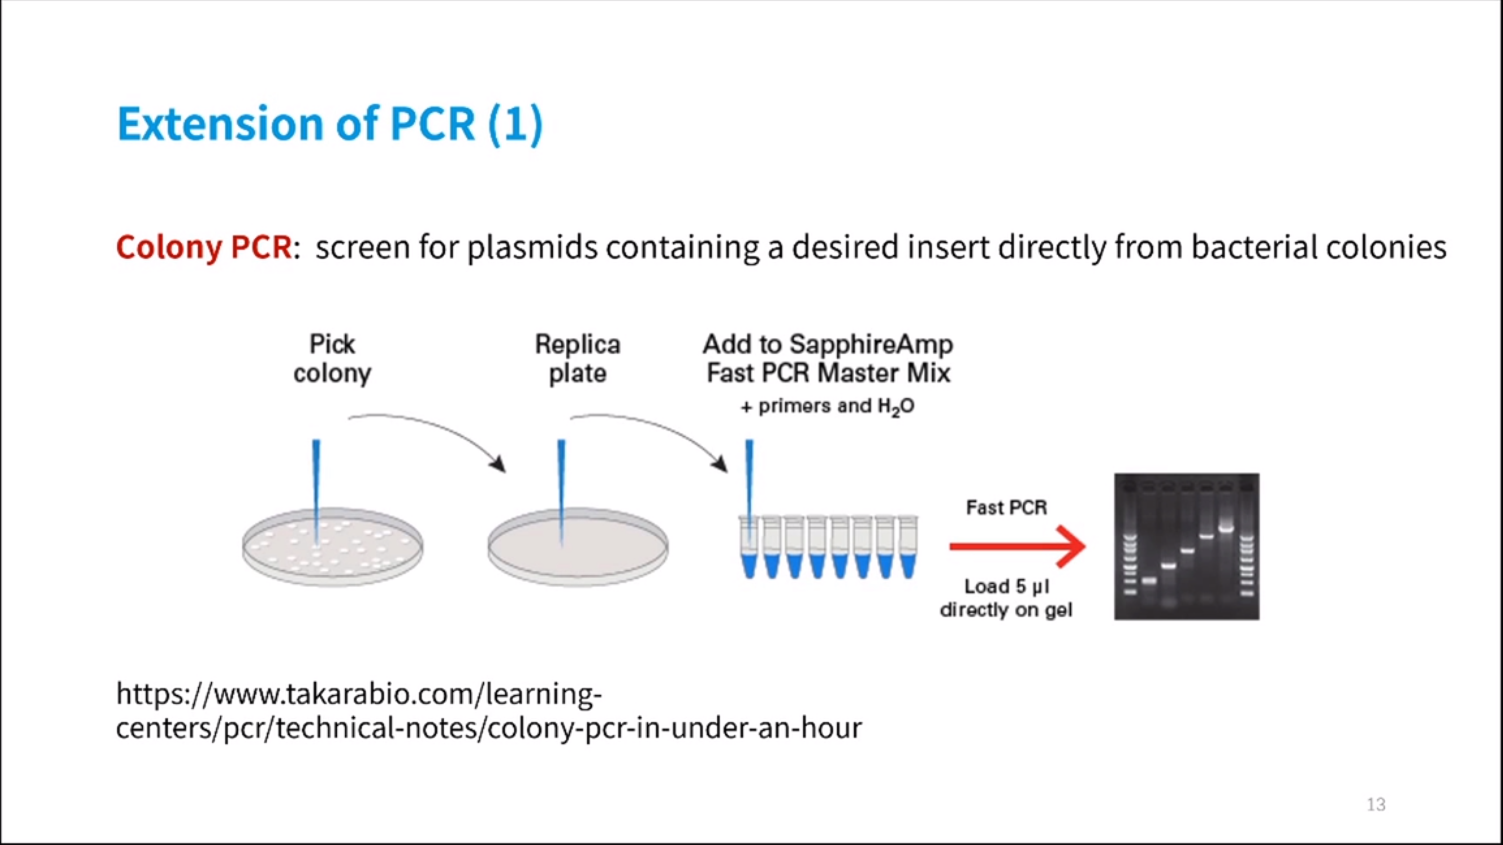 Extension of PCR (1)
Colony PCR: screen for plasmids containing a desired insert directly from bacterial colonies
Pick
colony
Replica
plate
Add to SapphireAmp
Fast PCR Master Mix
+ primers and H₂O
Fast PCR
Load 5 µl
directly on gel
https://www.takarabio.com/learning-
centers/pcr/technical-notes/colony-pcr-in-under-an-hour
13